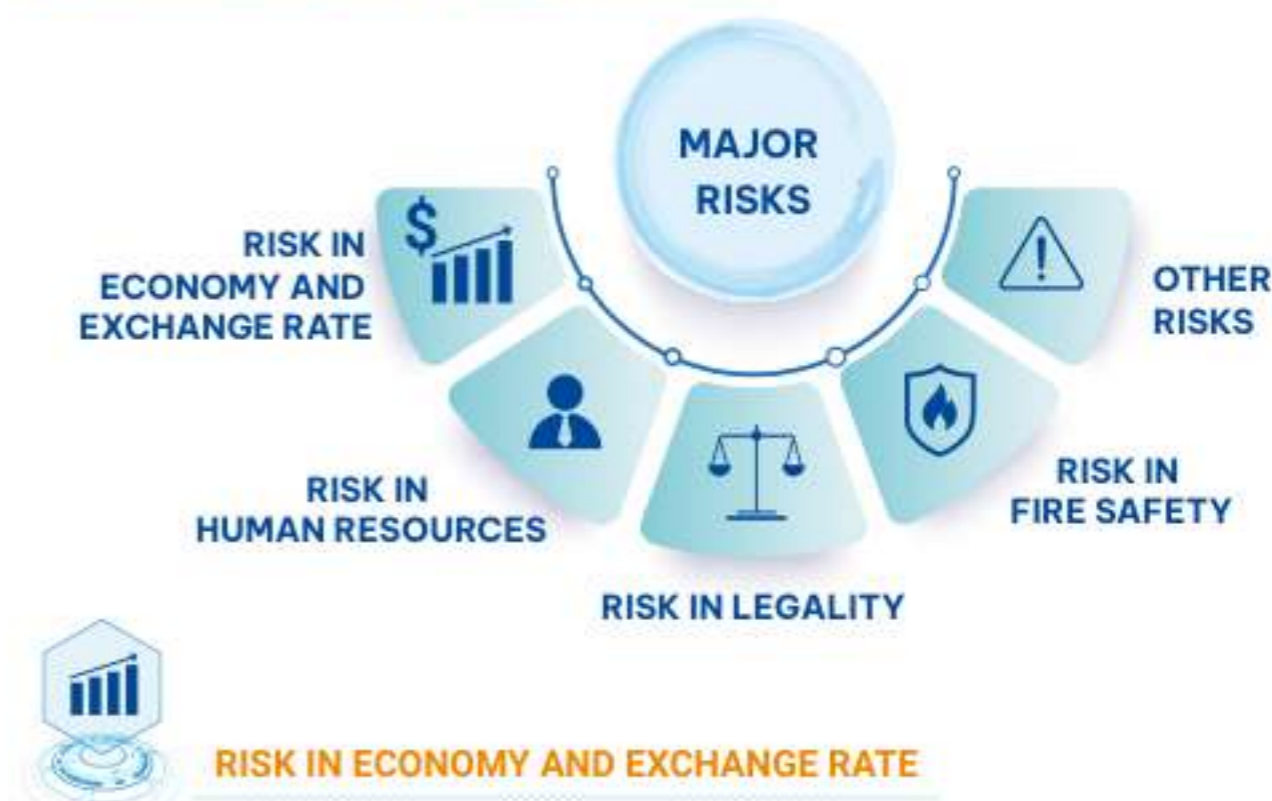 MAJOR
RISKS
RISK IN
ECONOMY AND
EXCHANGE RATE
$
RISK IN
HUMAN RESOURCES
RISK IN LEGALITY
RISK IN
FIRE SAFETY
OTHER
RISKS
RISK IN ECONOMY AND EXCHANGE RATE